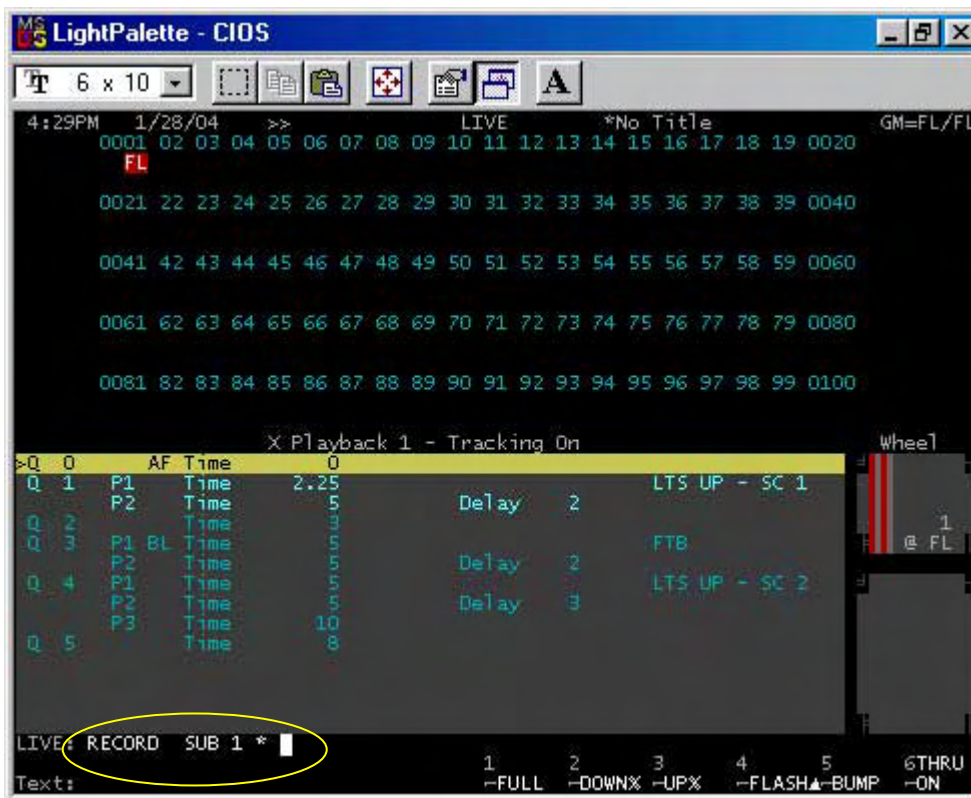 LightPalette - CIOS
6 x 10
4:29PM 1/28/04 >> LIVE *No Title GM=FL/FL
0001 02 03 04 05 06 07 08 09 10 11 12 13 14 15 16 17 18 19 0020
FL
0021 22 23 24 25 26 27 28 29 30 31 32 33 34 35 36 37 38 39 0040
0041 42 43 44 45 46 47 48 49 50 51 52 53 54 55 56 57 58 59 0060
0061 62 63 64 65 66 67 68 69 70 71 72 73 74 75 76 77 78 79 0080
0081 82 83 84 85 86 87 88 89 90 91 92 93 94 95 96 97 98 99 0100
X Playback 1 - Tracking On Wheel
>Q 0 AF Time 0
Q 1 P1 Time 2.25 LTS UP - SC 1
P2 Time 5 Delay 2
Q 2 Time 3
1
Q 3 P1 BL Time 5 FTB
@ FL
P2 Time 5 Delay 2
Q 4 P1 Time 5 LTS UP - SC 2
P2 Time 5 Delay 3
P3 Time 10
Q 5 Time 8
LIVE: RECORD SUB 1 *
1 2 3 4 5 6THRU
Text: ⌐FULL ⌐DOWN% ⌐UP% ⌐FLASH▲⌐BUMP ⌐ON